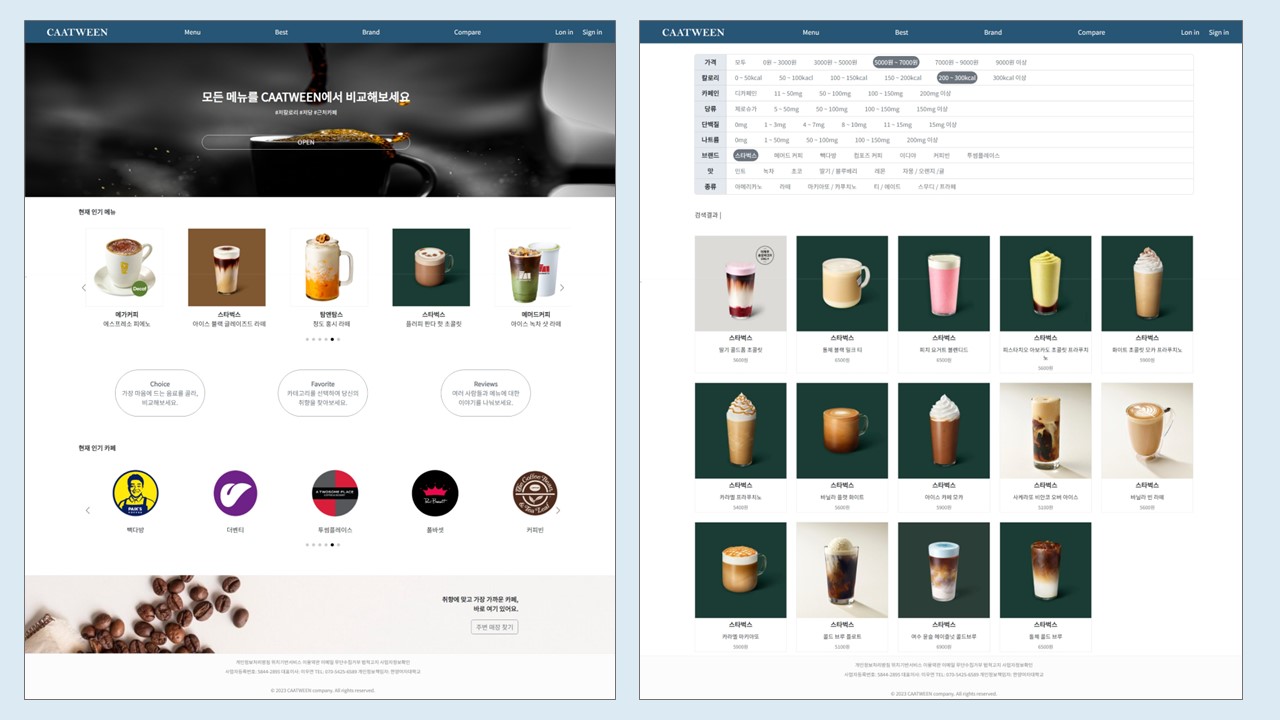 CAATWEEN
Menu
Best
Brand
Compare
Lon in
Sign in
모든 메뉴를 CAATWEEN에서 비교해보세요
#저칼로리 #저당 #근처카페
OPEN
현재 인기 메뉴
Decaf
메가커피
에스프레소 피에노
스타벅스
아이스 블랙 글레이즈드 라떼
탐앤탐스
청도 홍시 라떼
스타벅스
플러피 판다 핫 초콜릿
메머드커피
아이스 녹차 샷 라떼
Choice
가장 마음에 드는 음료를 골라,
비교해보세요.
Favorite
카테고리를 선택하여 당신의
취향을 찾아보세요.
Reviews
여러 사람들과 메뉴에 대한
이야기를 나눠보세요.
현재 인기 카페
PAIK'S
A TWOSOME PLACE
The Coffee Bean
& Tea Leaf
빽다방
더벤티
투썸플레이스
폴바셋
커피빈
취향에 맞고 가장 가까운 카페,
바로 여기 있어요.
주변 매장 찾기
© 2023 CAATWEEN company, All rights reserved.
CAATWEEN
Menu
Best
Brand
Compare
Lon in
Sign in
가격 모두 0원 ~ 3000원 3000원 ~ 5000원 5000원 ~ 7000원 7000원 ~ 9000원 9000원 이상
칼로리 0 ~ 50kcal 50 ~ 100kacl 100 ~ 150kcal 150 ~ 200kcal 200 ~ 300kcal 300kcal 이상
카페인 디카페인 11 ~ 50mg 50 ~ 100mg 100 ~ 150mg 200mg 이상
당류 제로슈가 5 ~ 50mg 50 ~ 100mg 100 ~ 150mg 150mg 이상
단백질 0mg 1 ~ 3mg 4 ~ 7mg 8 ~ 10mg 11 ~ 15mg 15mg 이상
나트륨 0mg 1 ~ 50mg 50 ~ 100mg 100 ~ 150mg 200mg 이상
브랜드 스타벅스 메머드 커피 빽다방 컴포즈 커피 이디야 커피빈 투썸플레이스
맛 민트 녹차 초코 딸기 / 블루베리 레몬 자몽 / 오렌지 /귤
종류 아메리카노 라떼 마키아또 / 카푸치노 티 / 에이드 스무디 / 프라페
검색결과 |
스타벅스
딸기 콜드폼 초콜릿
5600원
스타벅스
돌체 블랙 밀크 티
6500원
스타벅스
피치 요거트 블렌디드
6500원
스타벅스
피스타치오 아보카도 초콜릿 프라푸치
노
5600원
스타벅스
화이트 초콜릿 모카 프라푸치노
5900원
스타벅스
카라멜 프라푸치노
5400원
스타벅스
바닐라 플랫 화이트
5600원
스타벅스
아이스 카페 모카
5900원
스타벅스
사케라또 비안코 오버 아이스
5100원
스타벅스
바닐라 빈 라떼
5600원
스타벅스
카라멜 마키아또
5900원
스타벅스
콜드 브루 플로트
5100원
스타벅스
여수 윤슬 헤이즐넛 콜드브루
6900원
스타벅스
돌체 콜드 브루
6500원
© 2023 CAATWEEN company, All rights reserved.